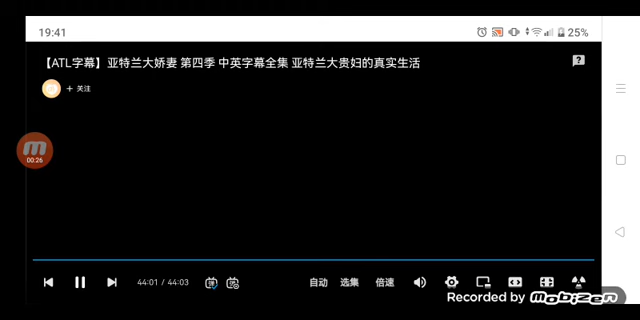 19:41
25%
【ATL字幕】亚特兰大娇妻 第四季 中英字幕全集 亚特兰大贵妇的真实生活
+ 关注
00:26
44:01 / 44:03
自动 选集 倍速
Recorded by mobizen